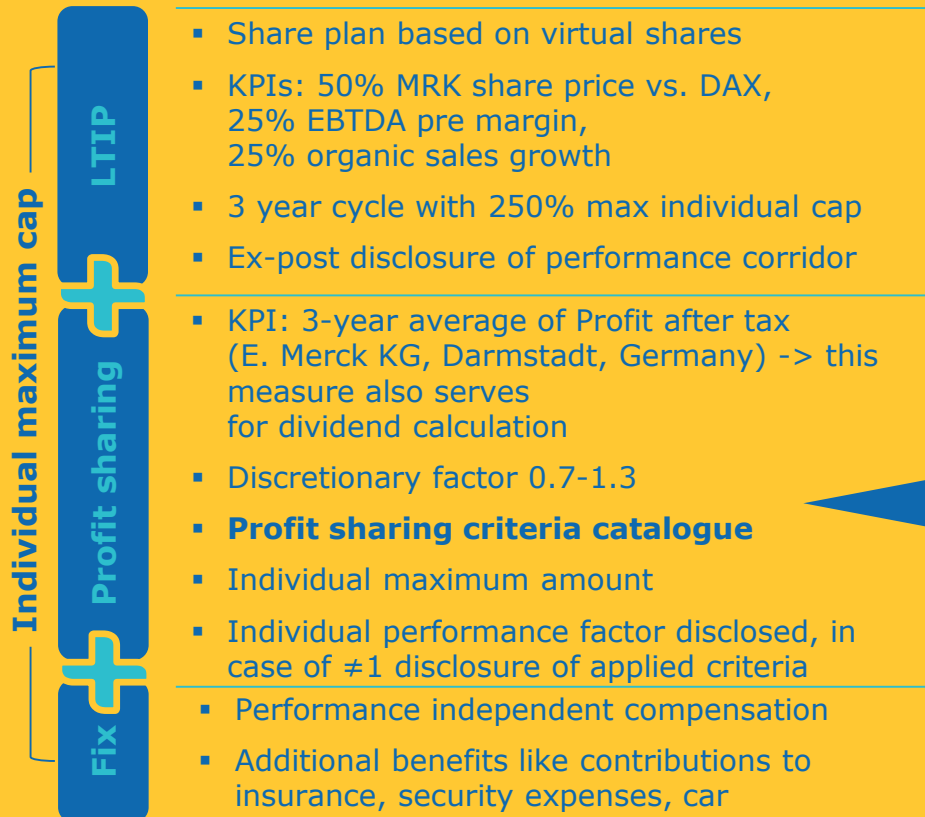 Individual maximum cap
LTIP
▪ Share plan based on virtual shares
▪ KPIs: 50% MRK share price vs. DAX,
25% EBTDA pre margin,
25% organic sales growth
▪ 3 year cycle with 250% max individual cap
▪ Ex-post disclosure of performance corridor
Profit sharing
▪ KPI: 3-year average of Profit after tax
(E. Merck KG, Darmstadt, Germany) -> this
measure also serves
for dividend calculation
▪ Discretionary factor 0.7-1.3
▪ Profit sharing criteria catalogue
▪ Individual maximum amount
▪ Individual performance factor disclosed, in
case of ≠1 disclosure of applied criteria
Fix
▪ Performance independent compensation
▪ Additional benefits like contributions to
insurance, security expenses, car